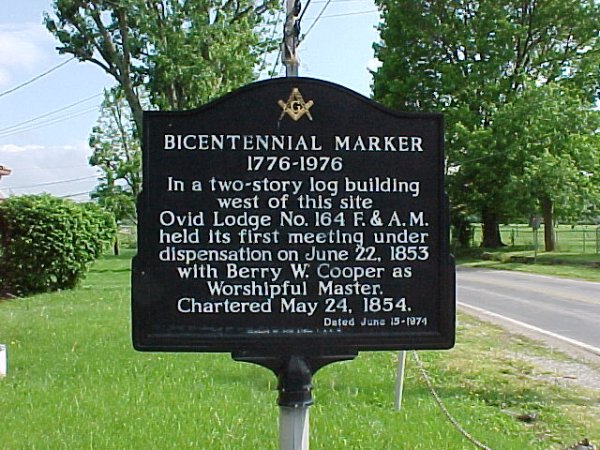 G
BICENTENNIAL MARKER
1776-1976
In a two-story log building
west of this site
Ovid Lodge No. 164 F. & A. M.
held its first meeting under
dispensation on June 22, 1853
with Berry W. Cooper as
Worshipful Master.
Chartered May 24, 1854.
Dated June 15-1974